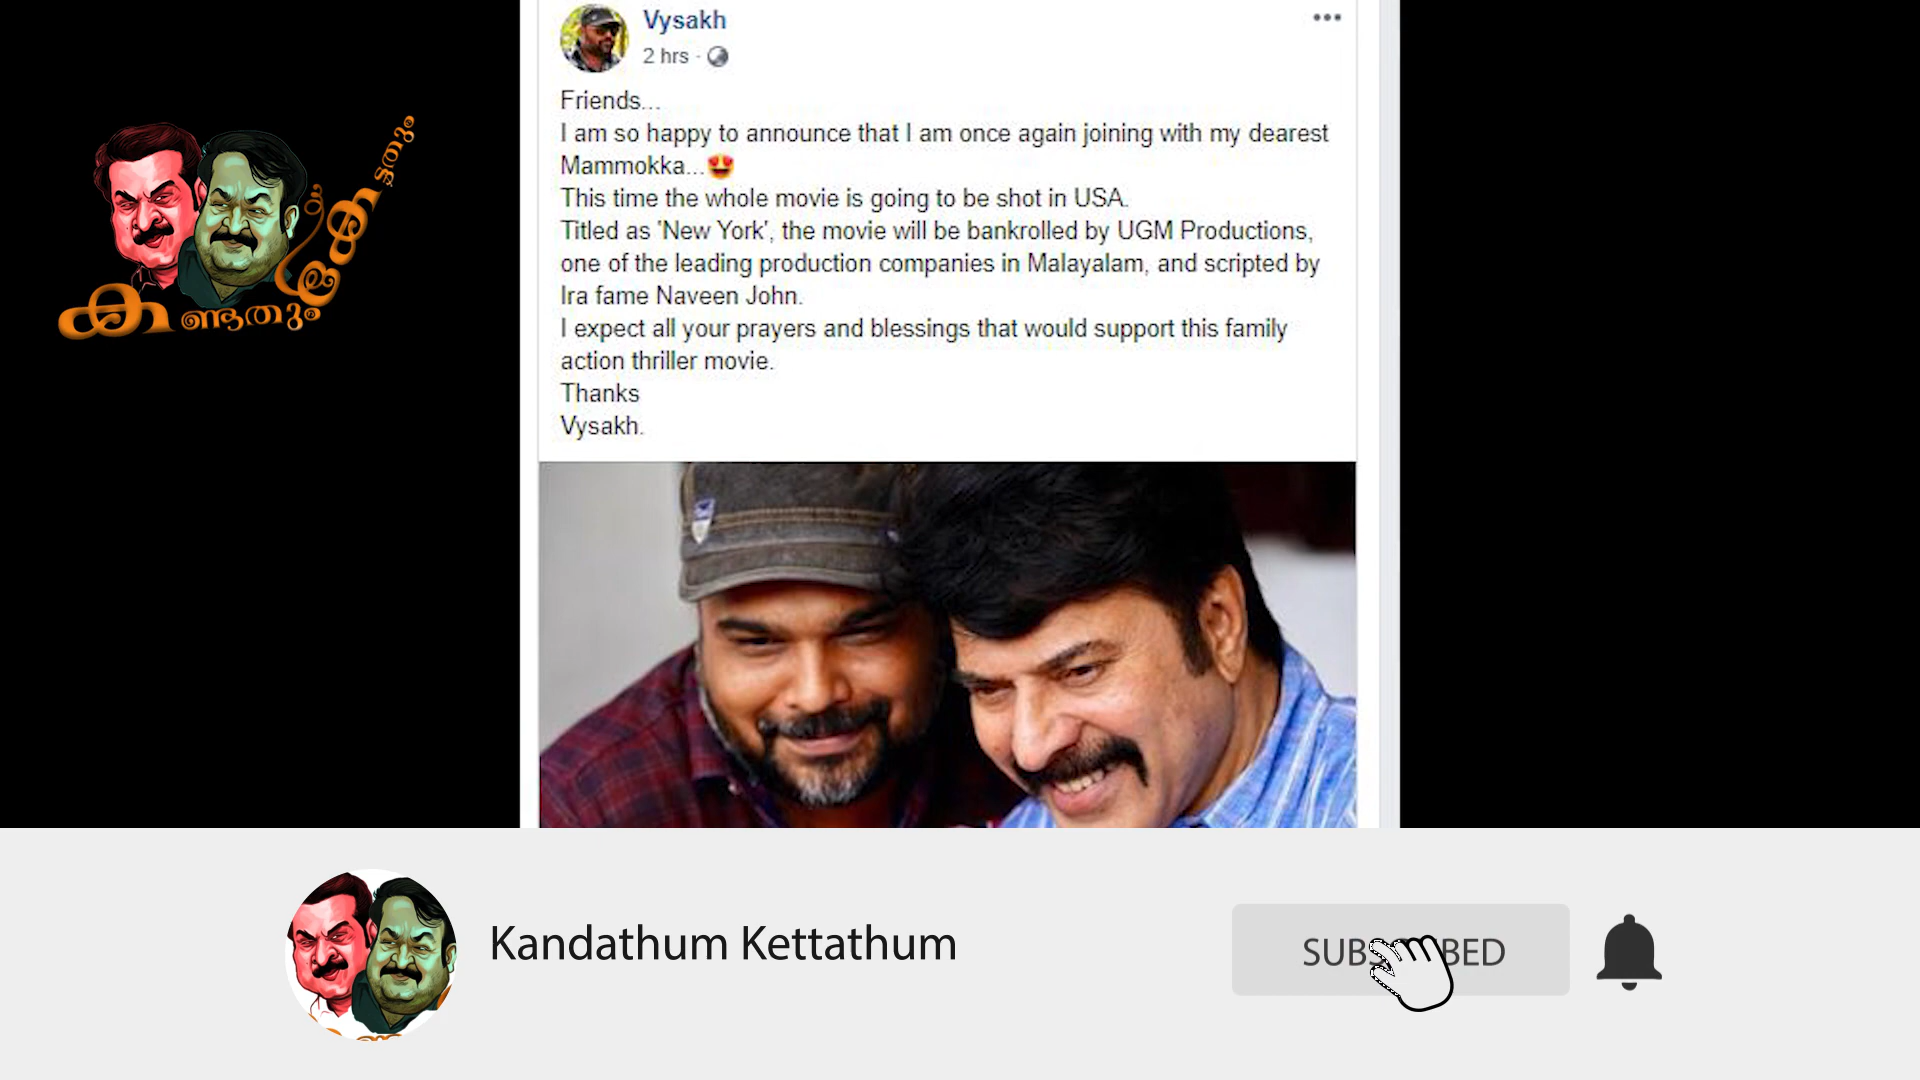 Vysakh
2 hrs ·
Friends...
I am so happy to announce that I am once again joining with my dearest
Mammokka...😍
This time the whole movie is going to be shot in USA.
Titled as 'New York', the movie will be bankrolled by UGM Productions,
one of the leading production companies in Malayalam, and scripted by
Ira fame Naveen John.
I expect all your prayers and blessings that would support this family
action thriller movie.
Thanks
Vysakh.
കണ്ടതും
കേട്ടതും
Kandathum Kettathum